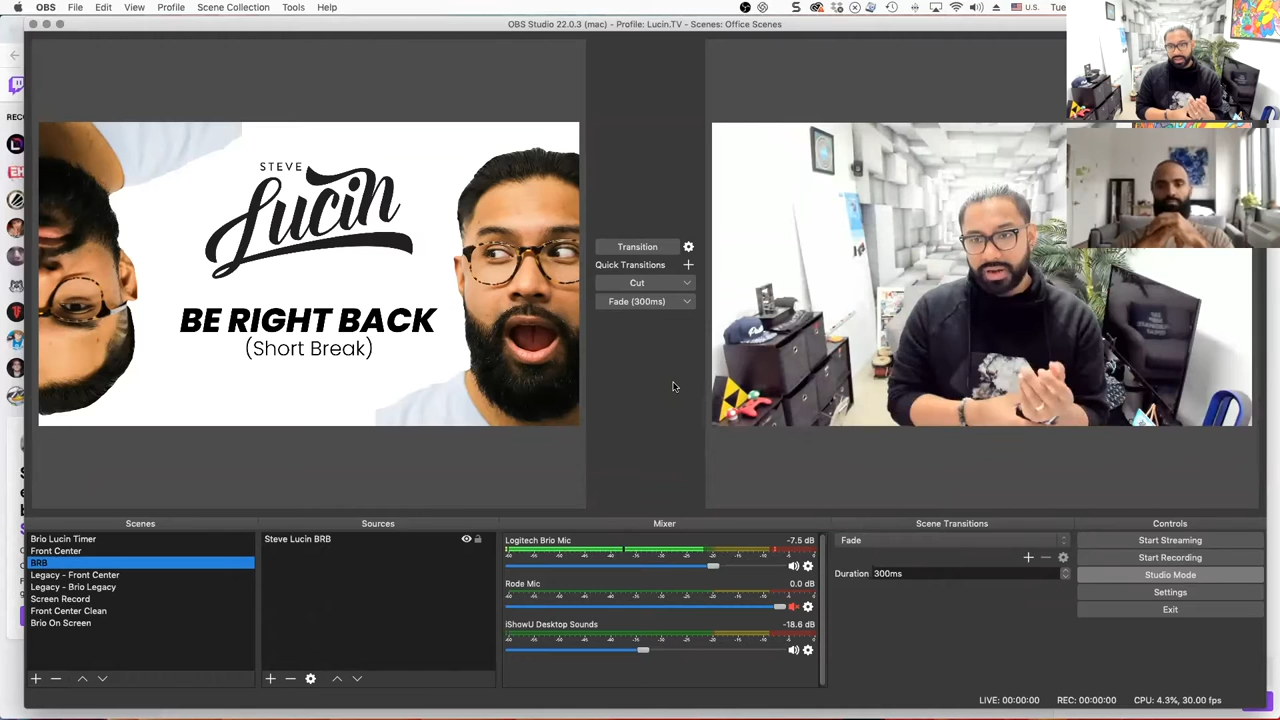 OBS File Edit View Profile Scene Collection Tools Help U.S. Tue
OBS Studio 22.0.3 (mac) - Profile: Lucin.TV - Scenes: Office Scenes
STEVE
Lucin
BE RIGHT BACK
(Short Break)
Transition
Quick Transitions
Cut
Fade (300ms)
Scenes
Brio Lucin Timer
Front Center
BRB
Legacy - Front Center
Legacy - Brio Legacy
Screen Record
Front Center Clean
Brio On Screen
Sources
Steve Lucin BRB
Mixer
Logitech Brio Mic -7.5 dB
Rode Mic 0.0 dB
iShowU Desktop Sounds -18.6 dB
Scene Transitions
Fade
Duration 300ms
Controls
Start Streaming
Start Recording
Studio Mode
Settings
Exit
LIVE: 00:00:00 REC: 00:00:00 CPU: 4.3%, 30.00 fps